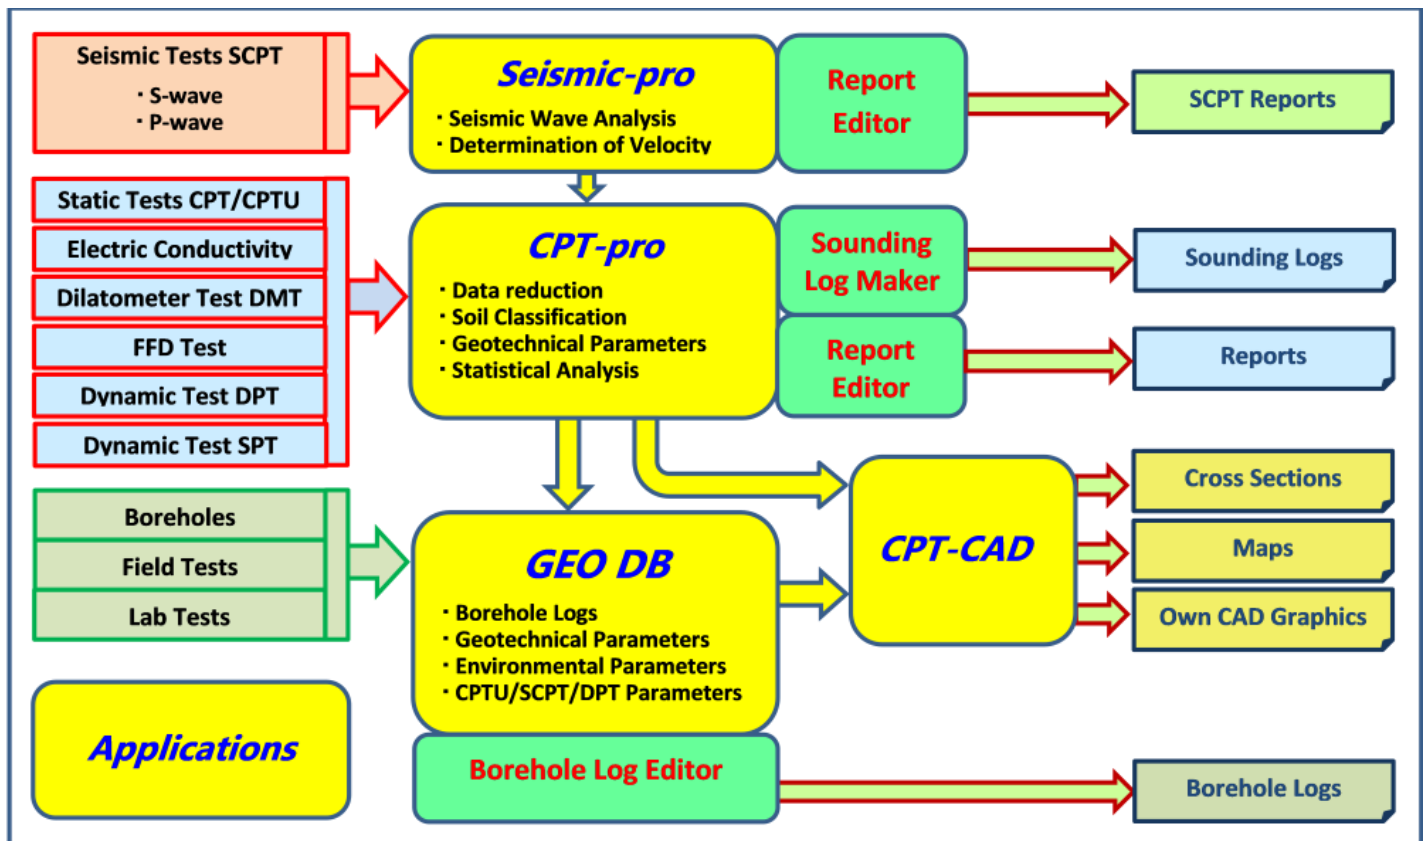 Seismic Tests SCPT
· S-wave
· P-wave
Seismic-pro
· Seismic Wave Analysis
· Determination of Velocity
Report
Editor
SCPT Reports
Static Tests CPT/CPTU
Electric Conductivity
Dilatometer Test DMT
FFD Test
Dynamic Test DPT
Dynamic Test SPT
CPT-pro
· Data reduction
· Soil Classification
· Geotechnical Parameters
· Statistical Analysis
Sounding
Log Maker
Report
Editor
Sounding Logs
Reports
Boreholes
Field Tests
Lab Tests
GEO DB
· Borehole Logs
· Geotechnical Parameters
· Environmental Parameters
· CPTU/SCPT/DPT Parameters
CPT-CAD
Cross Sections
Maps
Own CAD Graphics
Applications
Borehole Log Editor
Borehole Logs